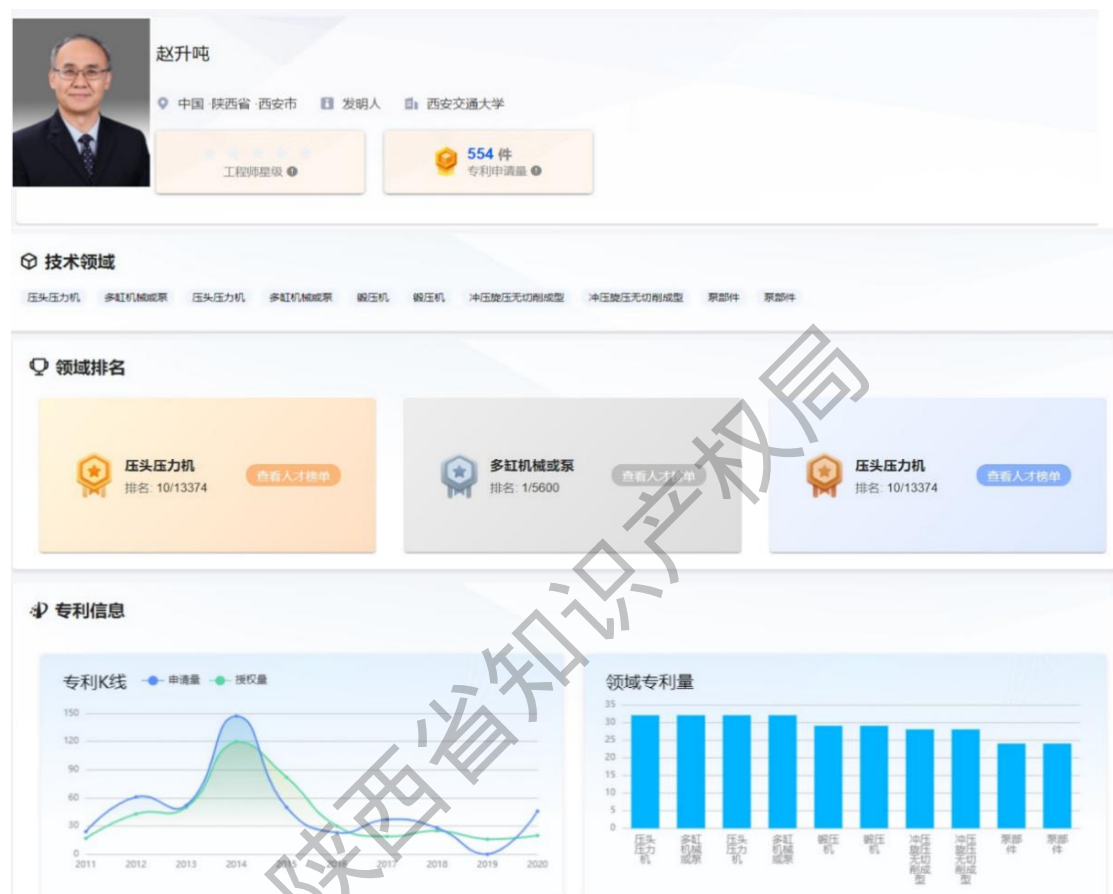 赵升吨
中国·陕西省·西安市 发明人 西安交通大学
554 件
工程师星级 专利申请量
技术领域
压头压力机 多缸机械或泵 压头压力机 多缸机械或泵 锻压机 锻压机 冲压旋压无切削成型 冲压旋压无切削成型 泵部件 泵部件
领域排名
压头压力机
排名: 10/13374
查看人才榜单
多缸机械或泵
排名: 1/5600
查看人才榜单
压头压力机
排名: 10/13374
查看人才榜单
专利信息
专利K线 申请量 授权量
150
120
90
60
30
0
2011 2012 2013 2014 2015 2016 2017 2018 2019 2020
领域专利量
35
30
25
20
15
10
5
0
压头压力机 多缸机械或泵 压头压力机 多缸机械或泵 锻压机 锻压机 冲压旋压无切削成型 冲压旋压无切削成型 泵部件 泵部件
陕西省知识产权局